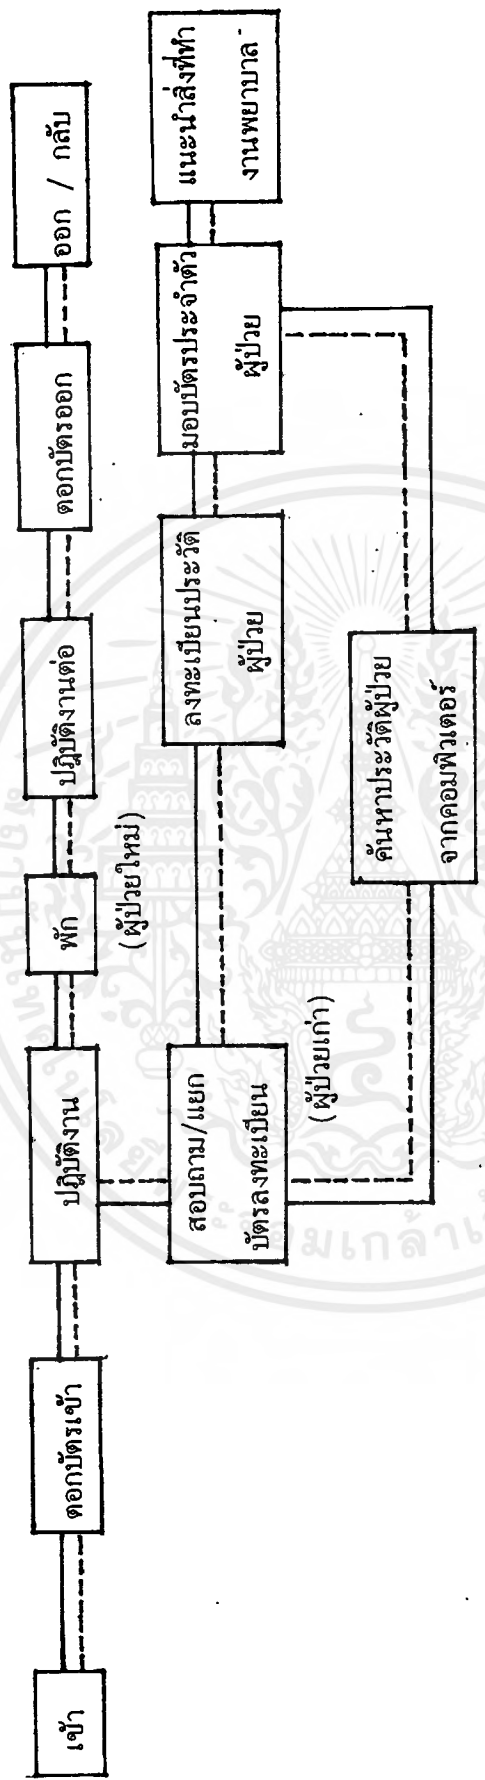 เข้า
ตอกบัตรเข้า
ปฏิบัติงาน
พัก
ปฏิบัติงานต่อ
ตอกบัตรออก
ออก / กลับ
(ผู้ป่วยใหม่)
สอบถาม/แยก
บัตรลงทะเบียน
ลงทะเบียนประวัติ
ผู้ป่วย
มอบบัตรประจำตัว
ผู้ป่วย
แนะนำสิ่งที่ทำ
งานพยาบาล
(ผู้ป่วยเก่า)
ค้นหาประวัติผู้ป่วย
จากคอมพิวเตอร์